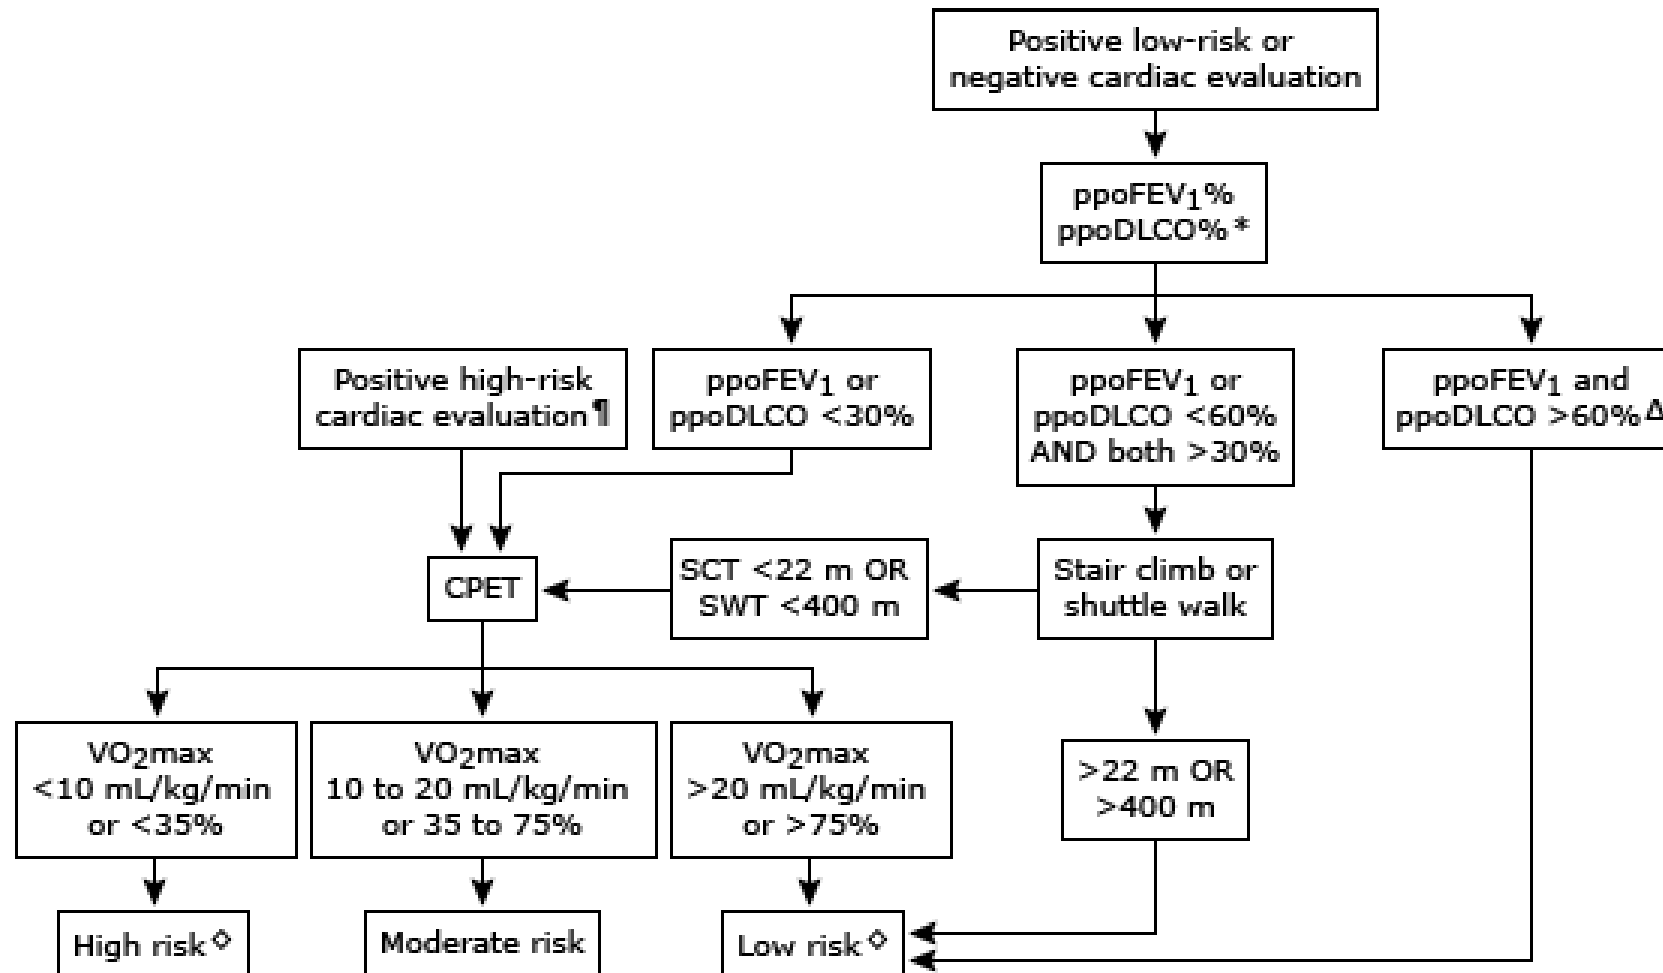 Positive low-risk or
negative cardiac evaluation
ppoFEV1%
ppoDLCO%*
Positive high-risk
cardiac evaluation¶
ppoFEV1 or
ppoDLCO <30%
ppoFEV1 or
ppoDLCO <60%
AND both >30%
ppoFEV1 and
ppoDLCO >60%Δ
CPET
SCT <22 m OR
SWT <400 m
Stair climb or
shuttle walk
VO2max
<10 mL/kg/min
or <35%
VO2max
10 to 20 mL/kg/min
or 35 to 75%
VO2max
>20 mL/kg/min
or >75%
>22 m OR
>400 m
High risk◊
Moderate risk
Low risk◊